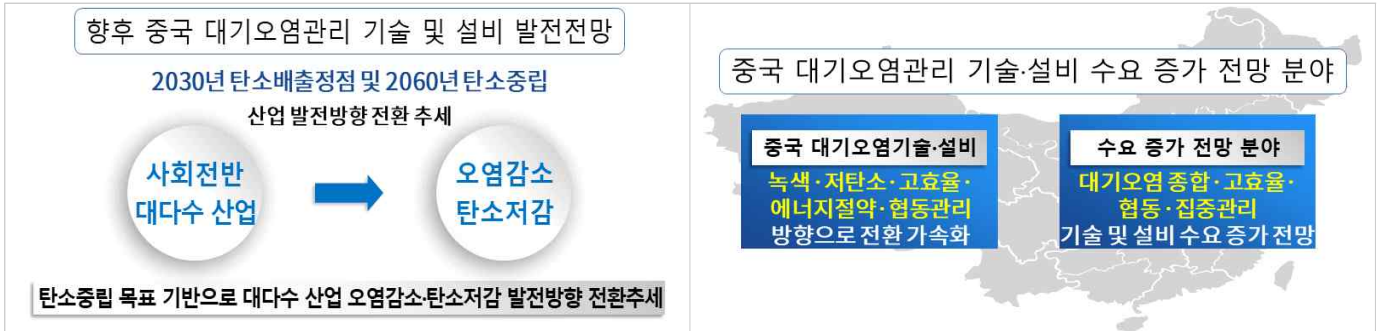 향후 중국 대기오염관리 기술 및 설비 발전전망
2030년 탄소배출정점 및 2060년 탄소중립
산업 발전방향 전환 추세
사회전반
대다수 산업
오염감소
탄소저감
탄소중립 목표 기반으로 대다수 산업 오염감소·탄소저감 발전방향 전환추세
중국 대기오염관리 기술·설비 수요 증가 전망 분야
중국 대기오염기술·설비
녹색·저탄소·고효율·
에너지절약·협동관리
방향으로 전환 가속화
수요 증가 전망 분야
대기오염 종합·고효율·
협동·집중관리
기술 및 설비 수요 증가 전망